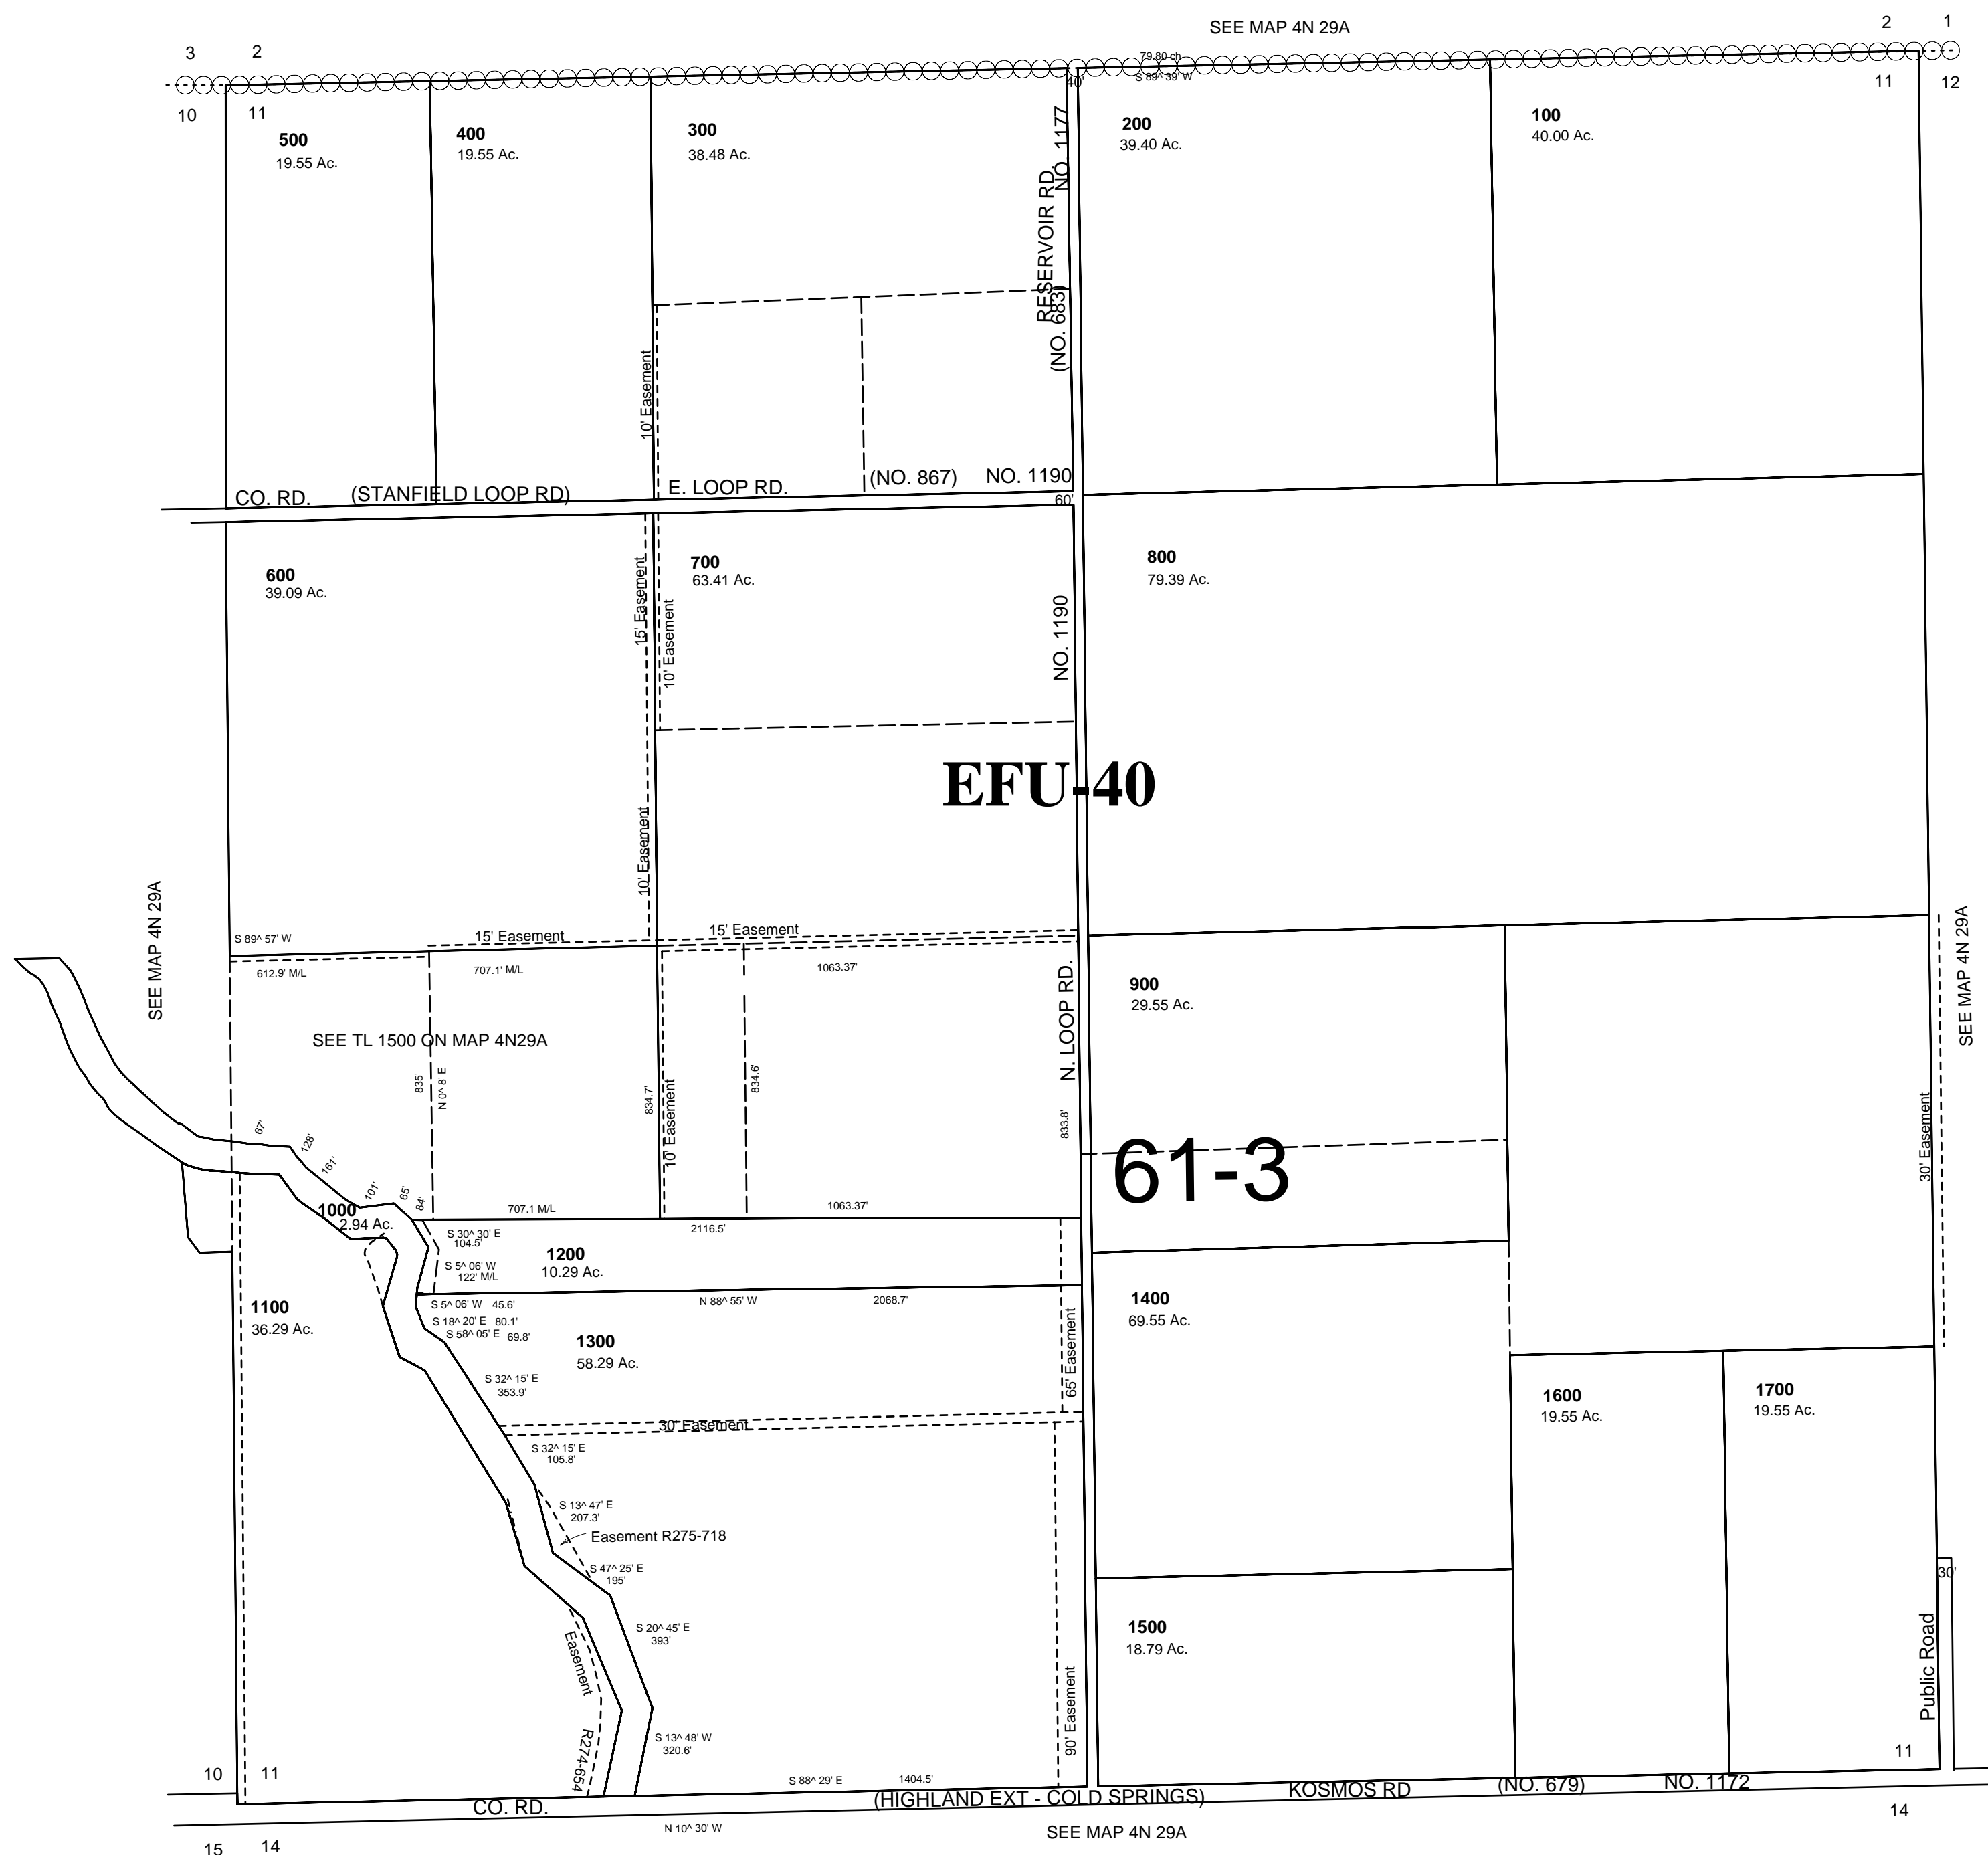 SEE MAP 4N 29A
3
2
2
1
79.80 ch
S 89^ 39' W
40'
10
11
11
12
500
19.55 Ac.
400
19.55 Ac.
300
38.48 Ac.
200
39.40 Ac.
100
40.00 Ac.
RESERVOIR RD.
NO. 1177
(NO. 683)
10' Easement
CO. RD.
(STANFIELD LOOP RD)
E. LOOP RD.
(NO. 867)
NO. 1190
60'
600
39.09 Ac.
700
63.41 Ac.
800
79.39 Ac.
15' Easement
10' Easement
NO. 1190
EFU-40
10' Easement
SEE MAP 4N 29A
SEE MAP 4N 29A
S 89^ 57' W
15' Easement
15' Easement
612.9' M/L
707.1' M/L
1063.37'
N. LOOP RD.
900
29.55 Ac.
SEE TL 1500 ON MAP 4N29A
835'
N 0^ 8' E
834.7'
10' Easement
834.6'
833.8'
30' Easement
61-3
67'
128'
161'
101'
65'
84'
1000
2.94 Ac.
707.1 M/L
1063.37'
2116.5'
S 30^ 30' E
104.5'
1200
10.29 Ac.
S 5^ 06' W
122' M/L
1100
36.29 Ac.
S 5^ 06' W 45.6'
N 88^ 55' W
2068.7'
S 18^ 20' E 80.1'
S 58^ 05' E 69.8'
1300
58.29 Ac.
65' Easement
1400
69.55 Ac.
S 32^ 15' E
353.9'
1600
19.55 Ac.
1700
19.55 Ac.
30' Easement
S 32^ 15' E
105.8'
S 13^ 47' E
207.3'
Easement R275-718
S 47^ 25' E
195'
30'
Easement
R274-654
S 20^ 45' E
393'
1500
18.79 Ac.
Public Road
90' Easement
S 13^ 48' W
320.6'
10
11
S 88^ 29' E
1404.5'
11
CO. RD.
(HIGHLAND EXT - COLD SPRINGS)
KOSMOS RD
(NO. 679)
NO. 1172
N 10^ 30' W
SEE MAP 4N 29A
14
15
14